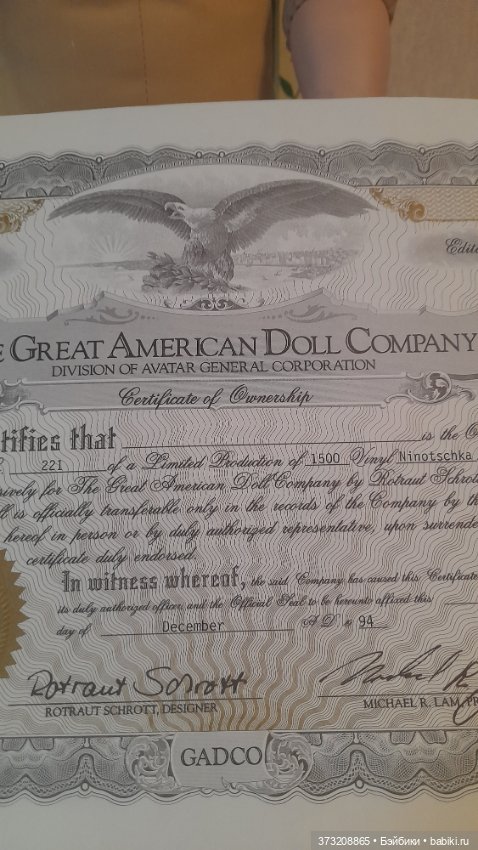 Edit
E GREAT AMERICAN DOLL COMPANY
DIVISION OF AVATAR GENERAL CORPORATION
Certificate of Ownership
tifies that is the O
221 of a Limited Production of 1500 Vinyl Ninotschka
ively for The Great American Doll Company by Rotraut Schrot
ll is officially transferable only in the records of the Company by th
hereof in person or by duly authorized representative, upon surrende
certificate duly endorsed.
In witness whereof, the said Company has caused this Certificate
its duly authorized officer, and the Official Seal to be hereunto affixed this
day of December A D 19 94
Rotraut Schrott
ROTRAUT SCHROTT, DESIGNER MICHAEL R. LAM, PR
GADCO
373208865 • Бэйбики • babiki.ru